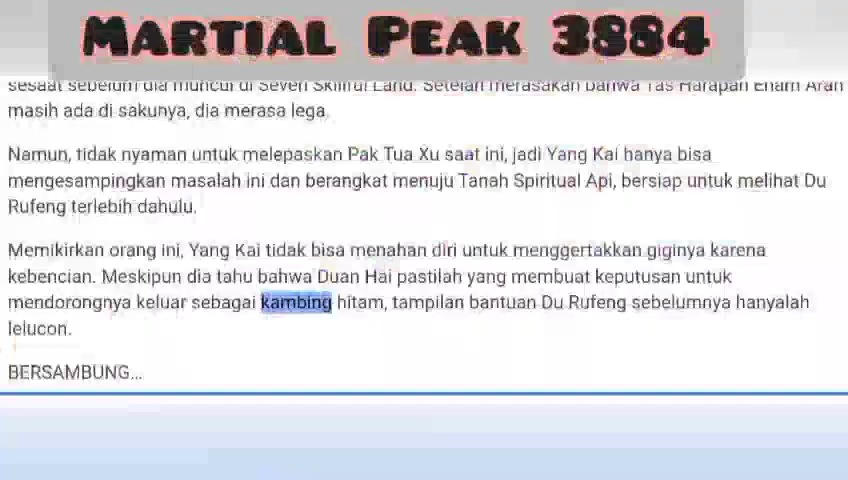 MARTIAL PEAK 3884
sesaat sebelum dia muncul di Seven Skillful Land. Setelah merasakan bahwa Tas Harapan Enam Arah
masih ada di sakunya, dia merasa lega.
Namun, tidak nyaman untuk melepaskan Pak Tua Xu saat ini, jadi Yang Kai hanya bisa
mengesampingkan masalah ini dan berangkat menuju Tanah Spiritual Api, bersiap untuk melihat Du
Rufeng terlebih dahulu.
Memikirkan orang ini, Yang Kai tidak bisa menahan diri untuk menggertakkan giginya karena
kebencian. Meskipun dia tahu bahwa Duan Hai pastilah yang membuat keputusan untuk
mendorongnya keluar sebagai kambing hitam, tampilan bantuan Du Rufeng sebelumnya hanyalah
lelucon.
BERSAMBUNG...